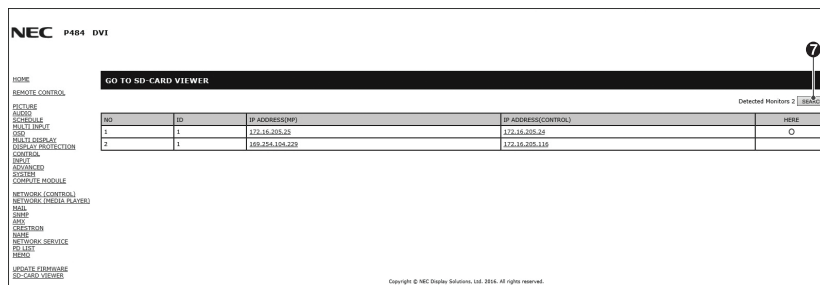 NEC P484 DVI
7
HOME
REMOTE CONTROL
PICTURE
AUDIO
SCHEDULE
MULTI INPUT
OSD
MULTI DISPLAY
DISPLAY PROTECTION
CONTROL
INPUT
ADVANCED
SYSTEM
COMPUTE MODULE
NETWORK (CONTROL)
NETWORK (MEDIA PLAYER)
MAIL
SNMP
AMX
CRESTRON
NAME
NETWORK SERVICE
PD LIST
MEMO
UPDATE FIRMWARE
SD-CARD VIEWER
GO TO SD-CARD VIEWER
Detected Monitors 2 SEARC
NO ID IP ADDRESS(MP) IP ADDRESS(CONTROL) HERE
1 1 172.16.205.25 172.16.205.24 O
2 1 169.254.104.229 172.16.205.116
Copyright © NEC Display Solutions, Ltd. 2016. All rights reserved.